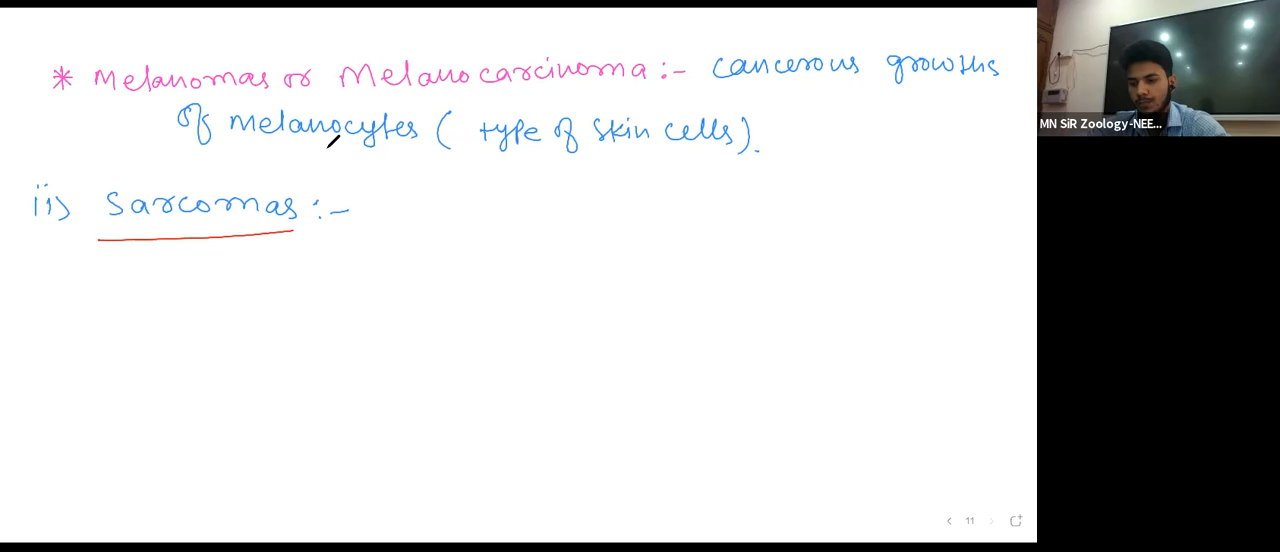 * Melanomas or Melanocarcinoma :- cancerous growths
of melanocytes ( type of skin cells ).
ii) Sarcomas :-
MN SiR Zoology-NEE...
11